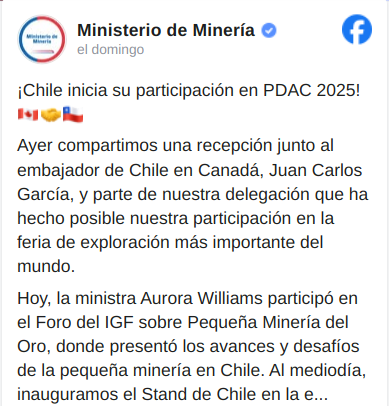 Ministerio de Minería
Ministerio de
Minería
el domingo
¡Chile inicia su participación en PDAC 2025!
🇨🇦🤝🇨🇱
Ayer compartimos una recepción junto al
embajador de Chile en Canadá, Juan Carlos
García, y parte de nuestra delegación que ha
hecho posible nuestra participación en la
feria de exploración más importante del
mundo.
Hoy, la ministra Aurora Williams participó en
el Foro del IGF sobre Pequeña Minería del
Oro, donde presentó los avances y desafíos
de la pequeña minería en Chile. Al mediodía,
inauguramos el Stand de Chile en la e...